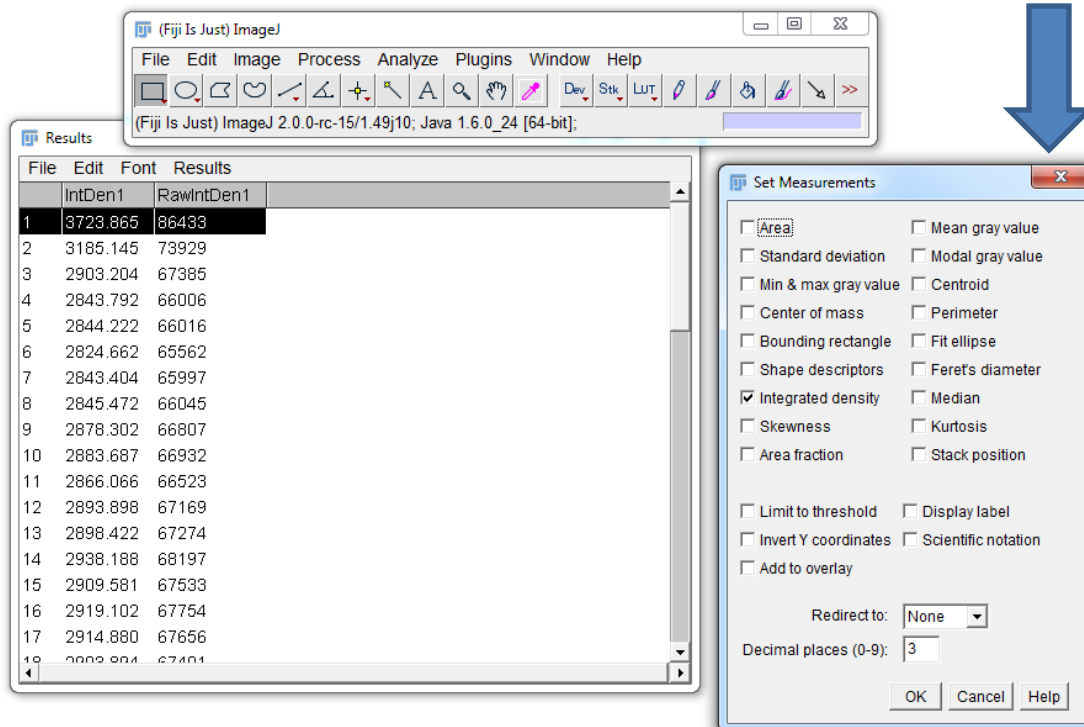 (Fiji Is Just) ImageJ
File Edit Image Process Analyze Plugins Window Help
A Dev Stk LUT >>
(Fiji Is Just) ImageJ 2.0.0-rc-15/1.49j10; Java 1.6.0_24 [64-bit];
Results
File Edit Font Results
IntDen1 RawIntDen1
1 3723.865 86433
2 3185.145 73929
3 2903.204 67385
4 2843.792 66006
5 2844.222 66016
6 2824.662 65562
7 2843.404 65997
8 2845.472 66045
9 2878.302 66807
10 2883.687 66932
11 2866.066 66523
12 2893.898 67169
13 2898.422 67274
14 2938.188 68197
15 2909.581 67533
16 2919.102 67754
17 2914.880 67656
Set Measurements
Area Mean gray value
Standard deviation Modal gray value
Min & max gray value Centroid
Center of mass Perimeter
Bounding rectangle Fit ellipse
Shape descriptors Feret's diameter
Integrated density Median
Skewness Kurtosis
Area fraction Stack position
Limit to threshold Display label
Invert Y coordinates Scientific notation
Add to overlay
Redirect to: None
Decimal places (0-9): 3
OK Cancel Help